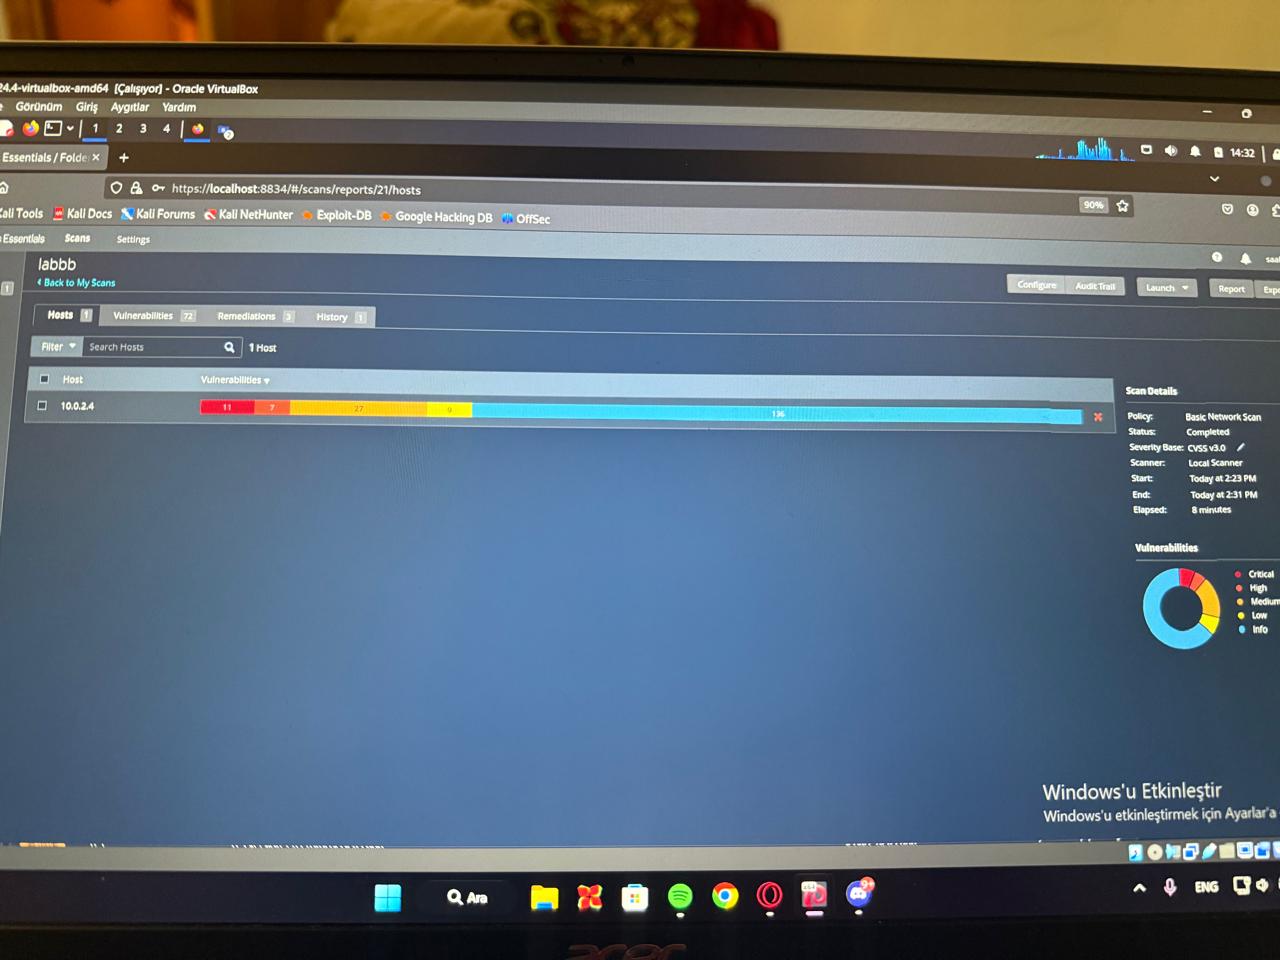 24.4-virtualbox-amd64 [Çalışıyor] - Oracle VirtualBox
Görünüm Giriş Aygıtlar Yardım
1 2 3 4
14:32
Essentials / Folde
https://localhost:8834/#/scans/reports/21/hosts
90%
Kali Tools Kali Docs Kali Forums Kali NetHunter Exploit-DB Google Hacking DB OffSec
Essentials Scans Settings
labbb
Back to My Scans
1
Configure Audit Trail Launch Report
Hosts 1 Vulnerabilities 72 Remediations 3 History 1
Filter Search Hosts 1 Host
Host Vulnerabilities
10.0.2.4 11 7 27 9 136
Scan Details
Policy: Basic Network Scan
Status: Completed
Severity Base: CVSS v3.0
Scanner: Local Scanner
Start: Today at 2:23 PM
End: Today at 2:31 PM
Elapsed: 8 minutes
Vulnerabilities
Critical
High
Medium
Low
Info
Windows'u Etkinleştir
Windows'u etkinleştirmek için Ayarlar'a
Ara
9+
ENG
acer